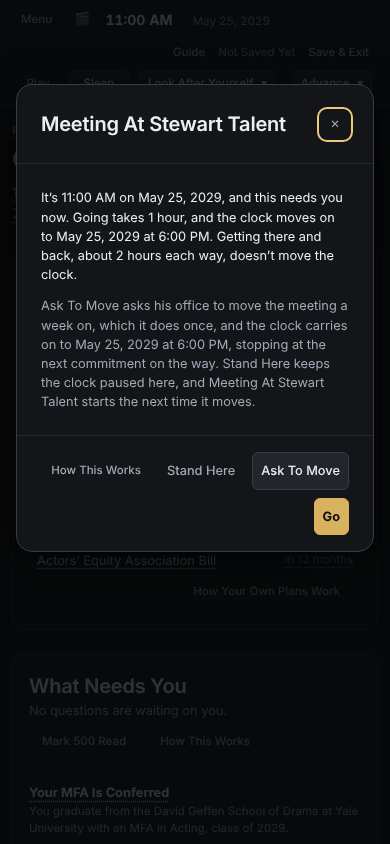 Menu 🎬 11:00 AM May 25, 2029
Guide Not Saved Yet Save & Exit
Play Sleep Look After Yourself Advance
Meeting At Stewart Talent ×
It's 11:00 AM on May 25, 2029, and this needs you
now. Going takes 1 hour, and the clock moves on
to May 25, 2029 at 6:00 PM. Getting there and
back, about 2 hours each way, doesn't move the
clock.
Ask To Move asks his office to move the meeting a
week on, which it does once, and the clock carries
on to May 25, 2029 at 6:00 PM, stopping at the
next commitment on the way. Stand Here keeps
the clock paused here, and Meeting At Stewart
Talent starts the next time it moves.
How This Works Stand Here Ask To Move
Go
Actors' Equity Association Bill in 12 months
How Your Own Plans Work
What Needs You
No questions are waiting on you.
Mark 500 Read How This Works
Your MFA Is Conferred
You graduate from the David Geffen School of Drama at Yale
University with an MFA in Acting, class of 2029.